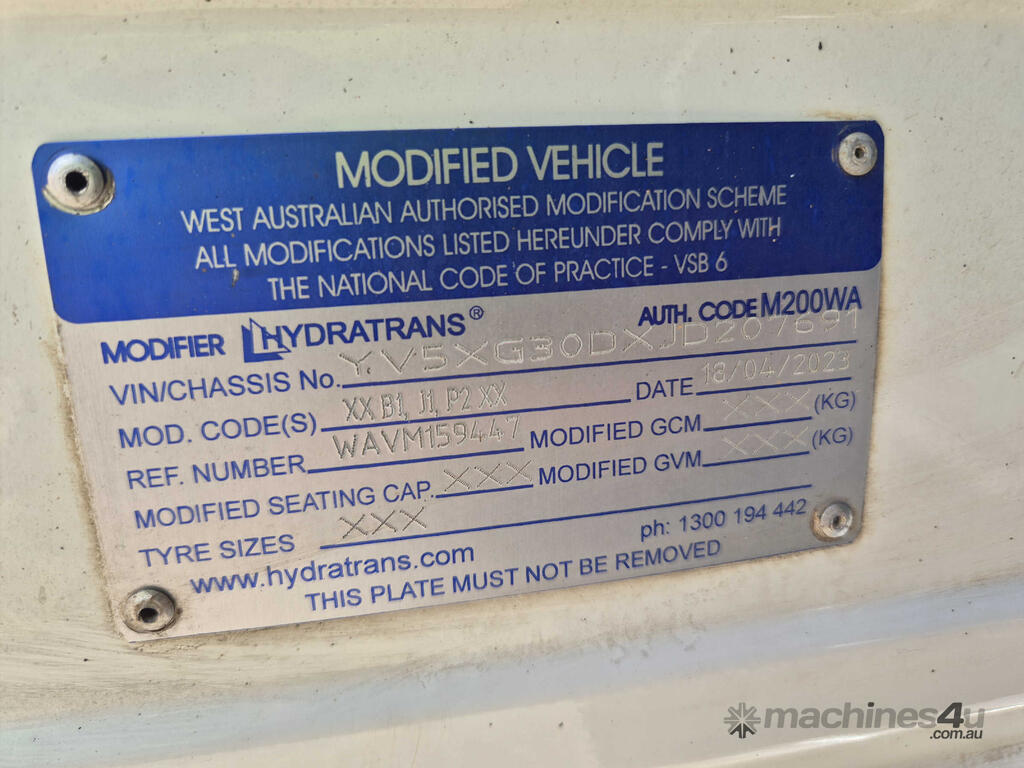 MODIFIED VEHICLE
WEST AUSTRALIAN AUTHORISED MODIFICATION SCHEME
ALL MODIFICATIONS LISTED HEREUNDER COMPLY WITH
THE NATIONAL CODE OF PRACTICE - VSB 6
MODIFIER HYDRATRANS® AUTH. CODE M200WA
VIN/CHASSIS No. YV5XG30DXJD207691
MOD. CODE(S) XX B1, J1, P2 XX DATE 18/04/2023
REF. NUMBER WAVM159447 MODIFIED GCM XXX (KG)
MODIFIED SEATING CAP. XXX MODIFIED GVM XXX (KG)
TYRE SIZES XXX
www.hydratrans.com ph: 1300 194 442
THIS PLATE MUST NOT BE REMOVED
machines4u
.com.au